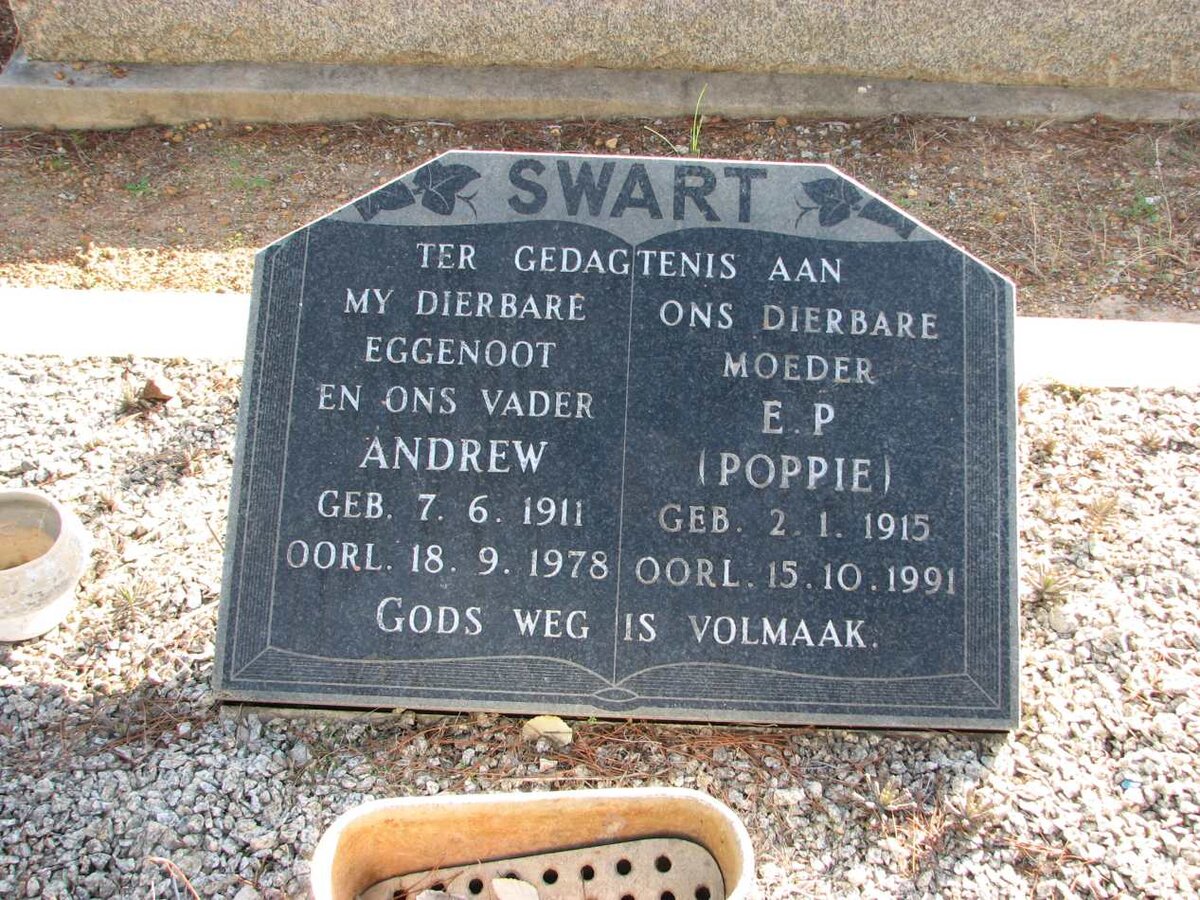 SWART
TER GEDAGTENIS AAN
MY DIERBARE
EGGENOOT
EN ONS VADER
ANDREW
GEB. 7. 6. 1911
OORL. 18. 9. 1978
ONS DIERBARE
MOEDER
E. P
(POPPIE)
GEB. 2. 1. 1915
OORL. 15. 10. 1991
GODS WEG IS VOLMAAK.